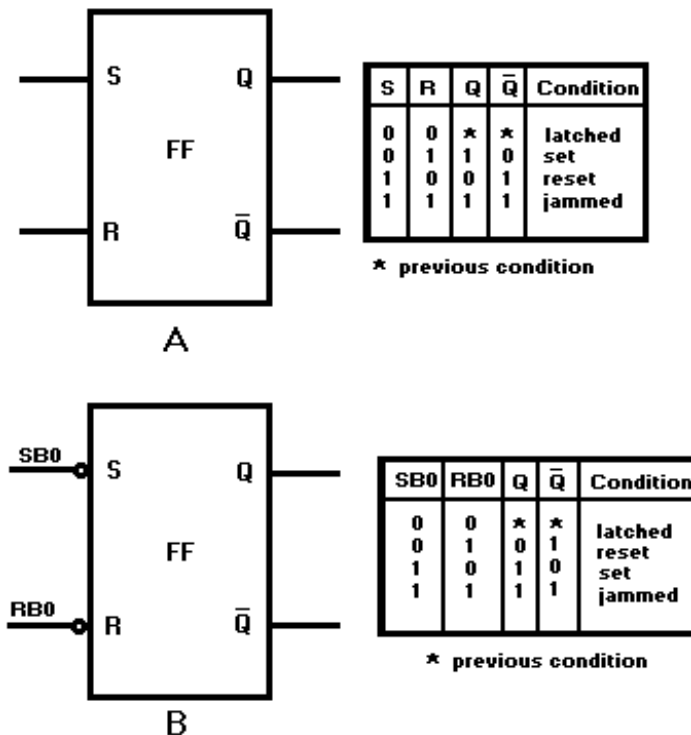 S Q
FF
R Q̅
A
S R Q Q̅ Condition
0 0 * * latched
0 1 1 0 set
1 0 0 1 reset
1 1 1 1 jammed
* previous condition
SB0
S Q
FF
RB0
R Q̅
B
SB0 RB0 Q Q̅ Condition
0 0 * * latched
0 1 0 1 reset
1 0 1 0 set
1 1 1 1 jammed
* previous condition